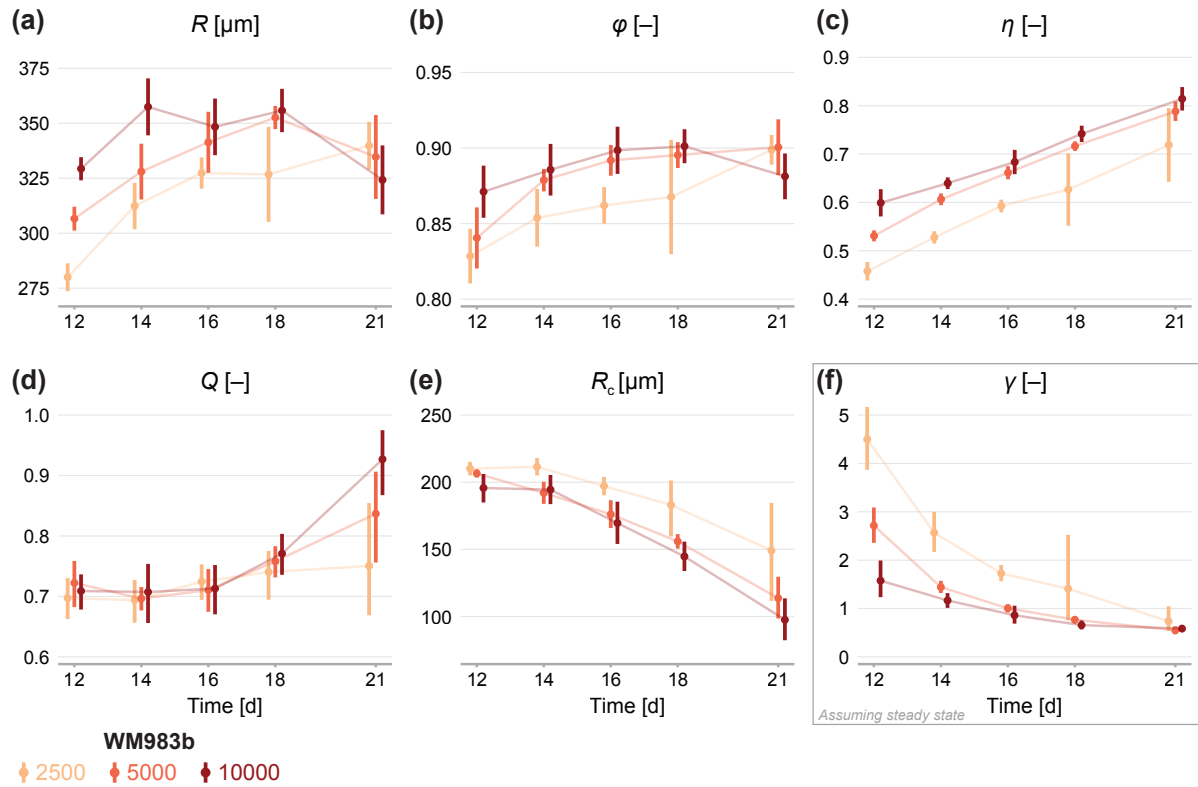 (a) R [µm]
375
350
325
300
275
12 14 16 18 21
(b) φ [–]
0.95
0.90
0.85
0.80
12 14 16 18 21
(c) η [–]
0.9
0.8
0.7
0.6
0.5
0.4
12 14 16 18 21
(d) Q [–]
1.0
0.9
0.8
0.7
0.6
12 14 16 18 21
Time [d]
(e) Rc [µm]
250
200
150
100
12 14 16 18 21
Time [d]
(f) γ [–]
5
4
3
2
1
0
12 14 16 18 21
Time [d]
Assuming steady state
WM983b
2500 5000 10000